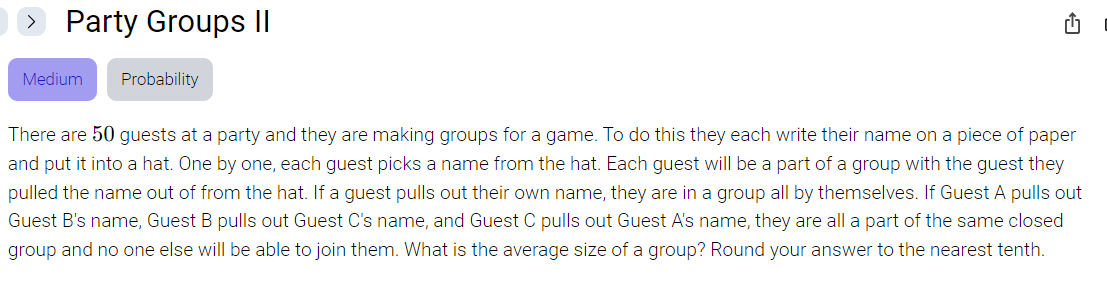 Party Groups II
Medium Probability
There are 50 guests at a party and they are making groups for a game. To do this they each write their name on a piece of paper
and put it into a hat. One by one, each guest picks a name from the hat. Each guest will be a part of a group with the guest they
pulled the name out of from the hat. If a guest pulls out their own name, they are in a group all by themselves. If Guest A pulls out
Guest B's name, Guest B pulls out Guest C's name, and Guest C pulls out Guest A's name, they are all a part of the same closed
group and no one else will be able to join them. What is the average size of a group? Round your answer to the nearest tenth.